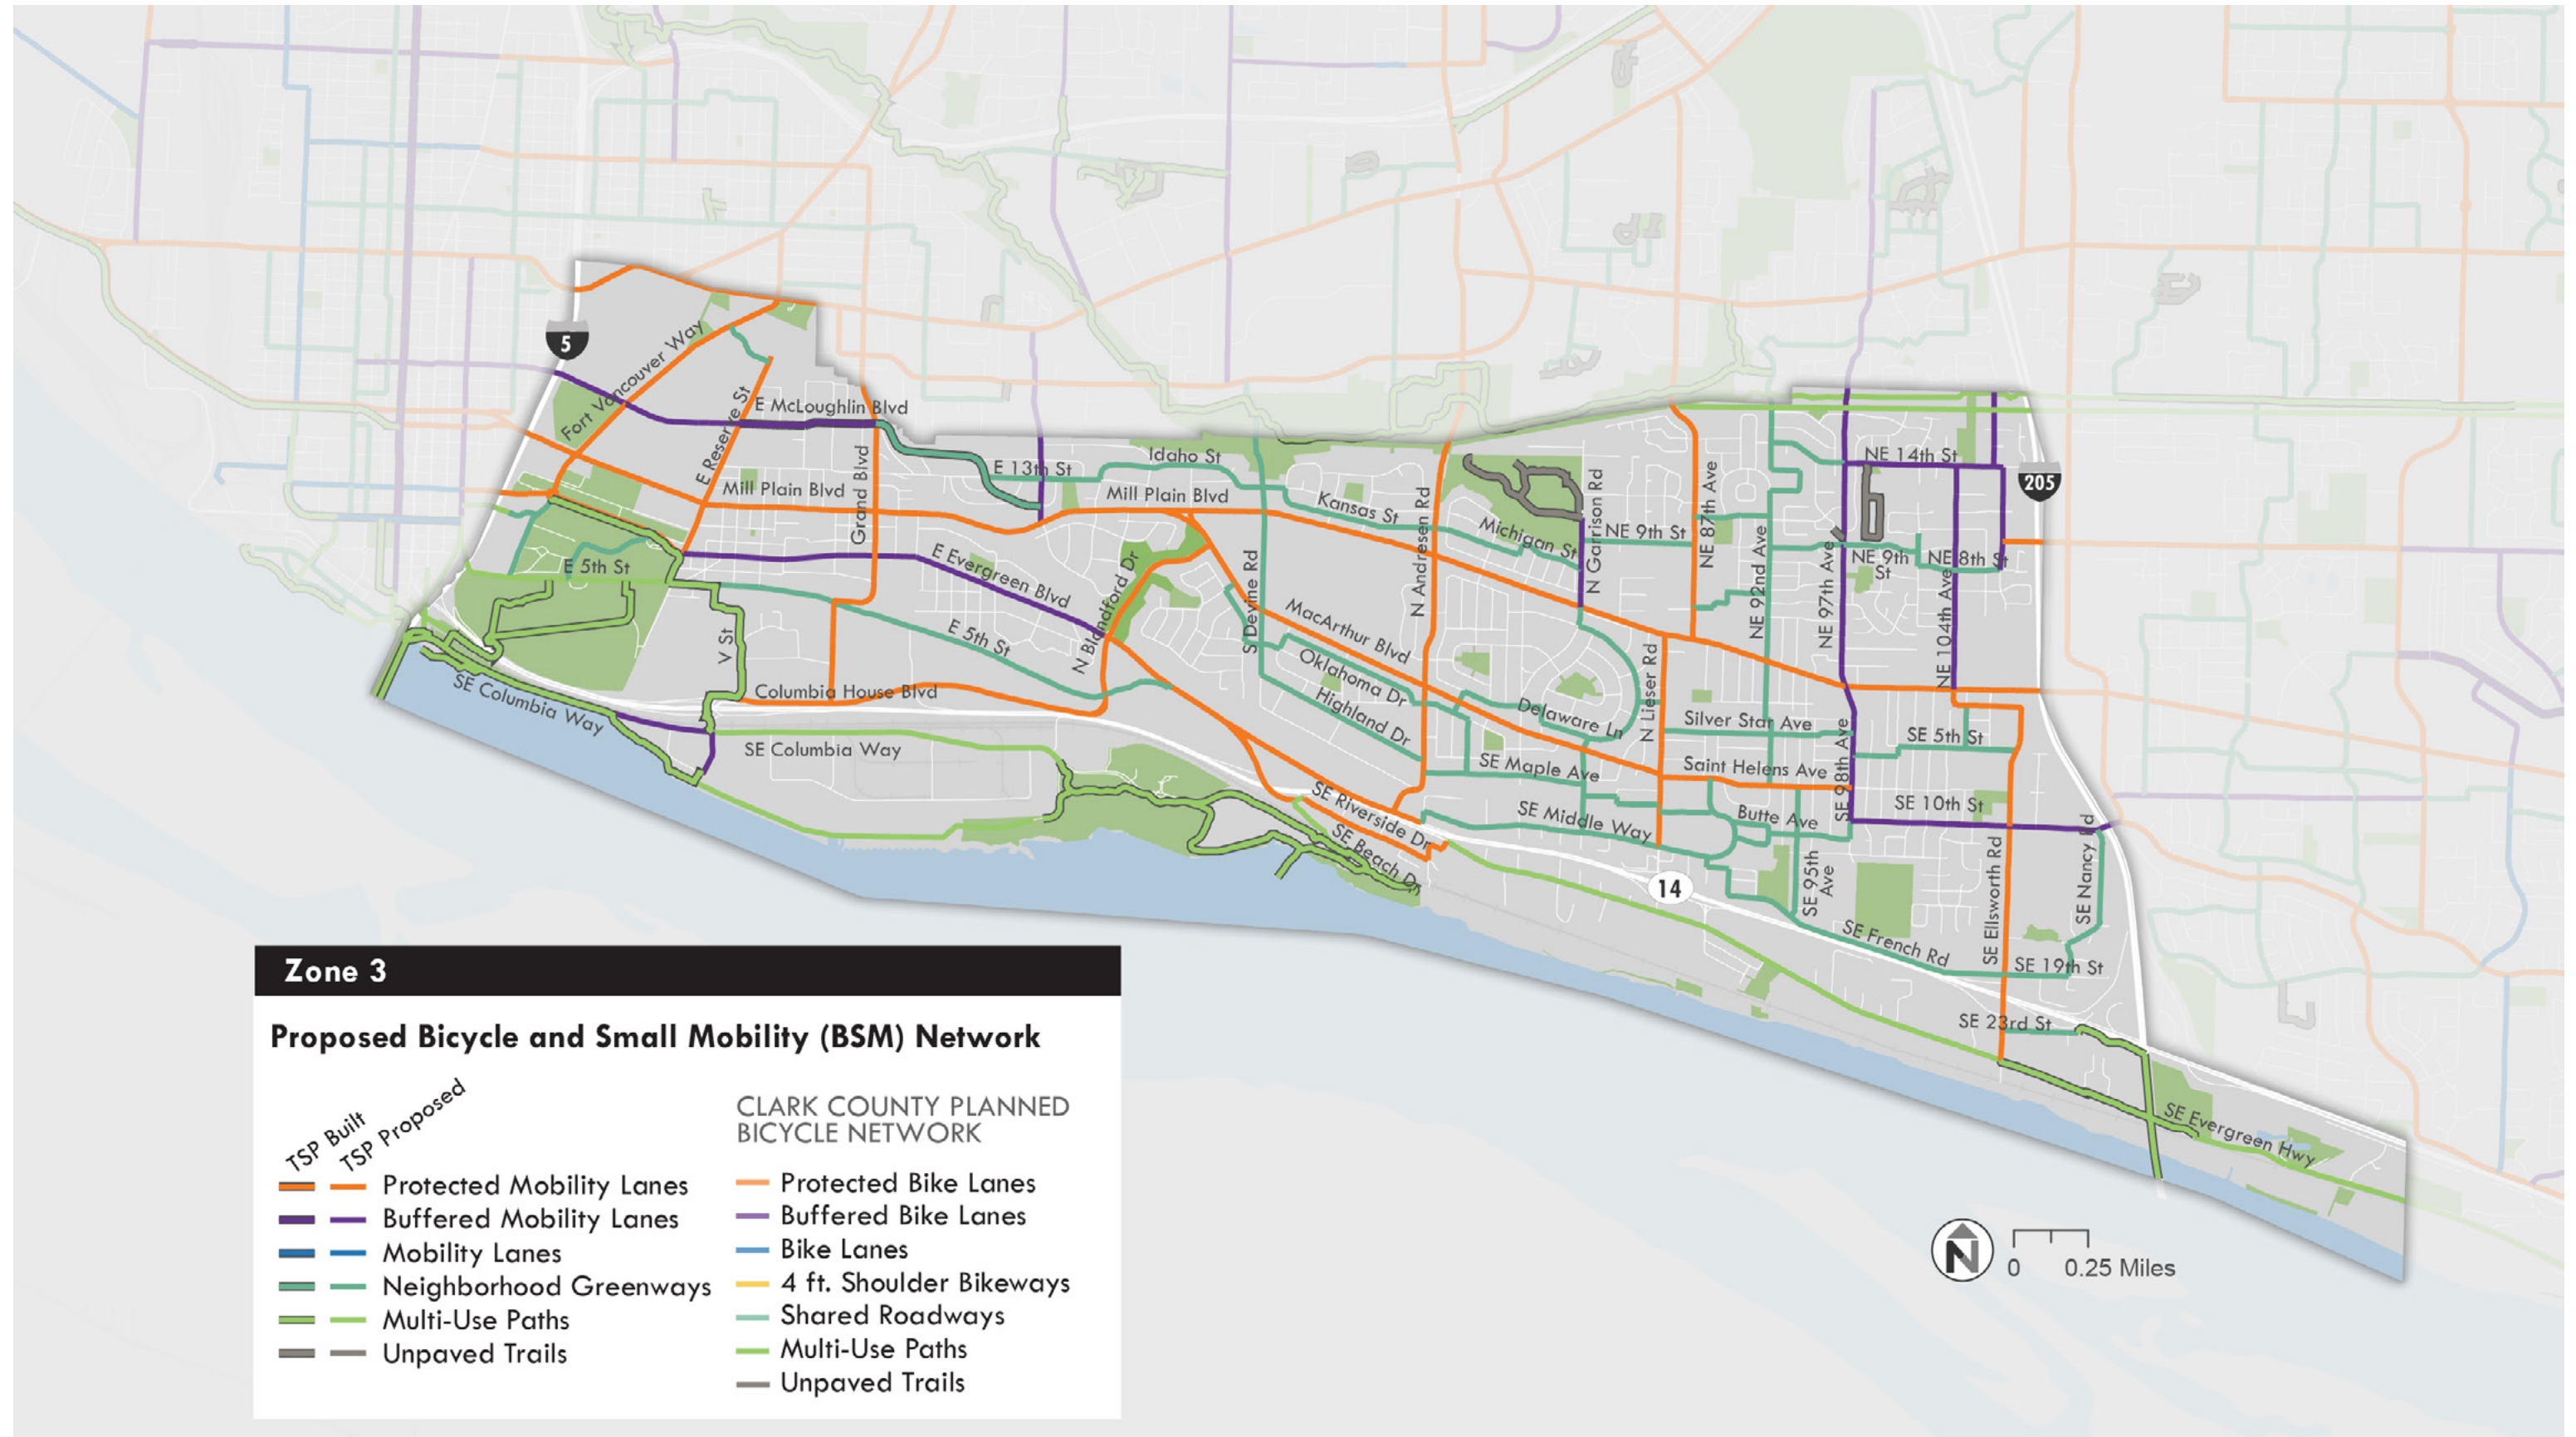 5
Fort Vancouver Way
E Reserve St
E McLoughlin Blvd
Grand Blvd
Mill Plain Blvd
E 13th St
Idaho St
Mill Plain Blvd
Kansas St
N Andresen Rd
Michigan St
N Garrison Rd
NE 9th St
NE 87th Ave
NE 92nd Ave
NE 97th Ave
NE 14th St
NE 9th
St
NE 8th St
NE 104th Ave
205
E 5th St
V St
E Evergreen Blvd
E 5th St
N Blandford Dr
S Devine Rd
MacArthur Blvd
Oklahoma Dr
Highland Dr
Delaware Ln
N Lieser Rd
Silver Star Ave
Saint Helens Ave
SE 98th Ave
SE 5th St
SE 10th St
SE Columbia Way
Columbia House Blvd
SE Columbia Way
SE Maple Ave
SE Middle Way
Butte Ave
SE Riverside Dr
SE Beach Dr
14
SE 95th
Ave
SE French Rd
SE Ellsworth Rd
SE Nancy Rd
SE 19th St
SE 23rd St
SE Evergreen Hwy
Zone 3
Proposed Bicycle and Small Mobility (BSM) Network
TSP Built
TSP Proposed
Protected Mobility Lanes
Buffered Mobility Lanes
Mobility Lanes
Neighborhood Greenways
Multi-Use Paths
Unpaved Trails
CLARK COUNTY PLANNED
BICYCLE NETWORK
Protected Bike Lanes
Buffered Bike Lanes
Bike Lanes
4 ft. Shoulder Bikeways
Shared Roadways
Multi-Use Paths
Unpaved Trails
N
0 0.25 Miles